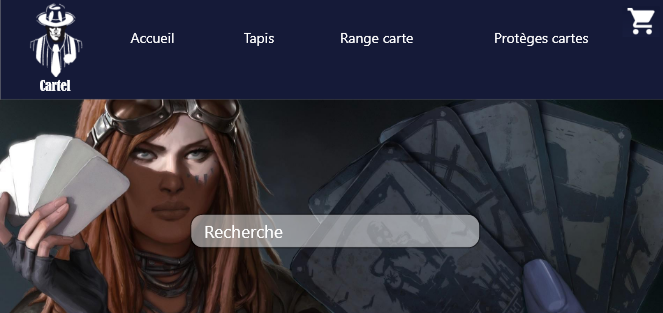 Accueil Tapis Range carte Protèges cartes
Cartel
Recherche